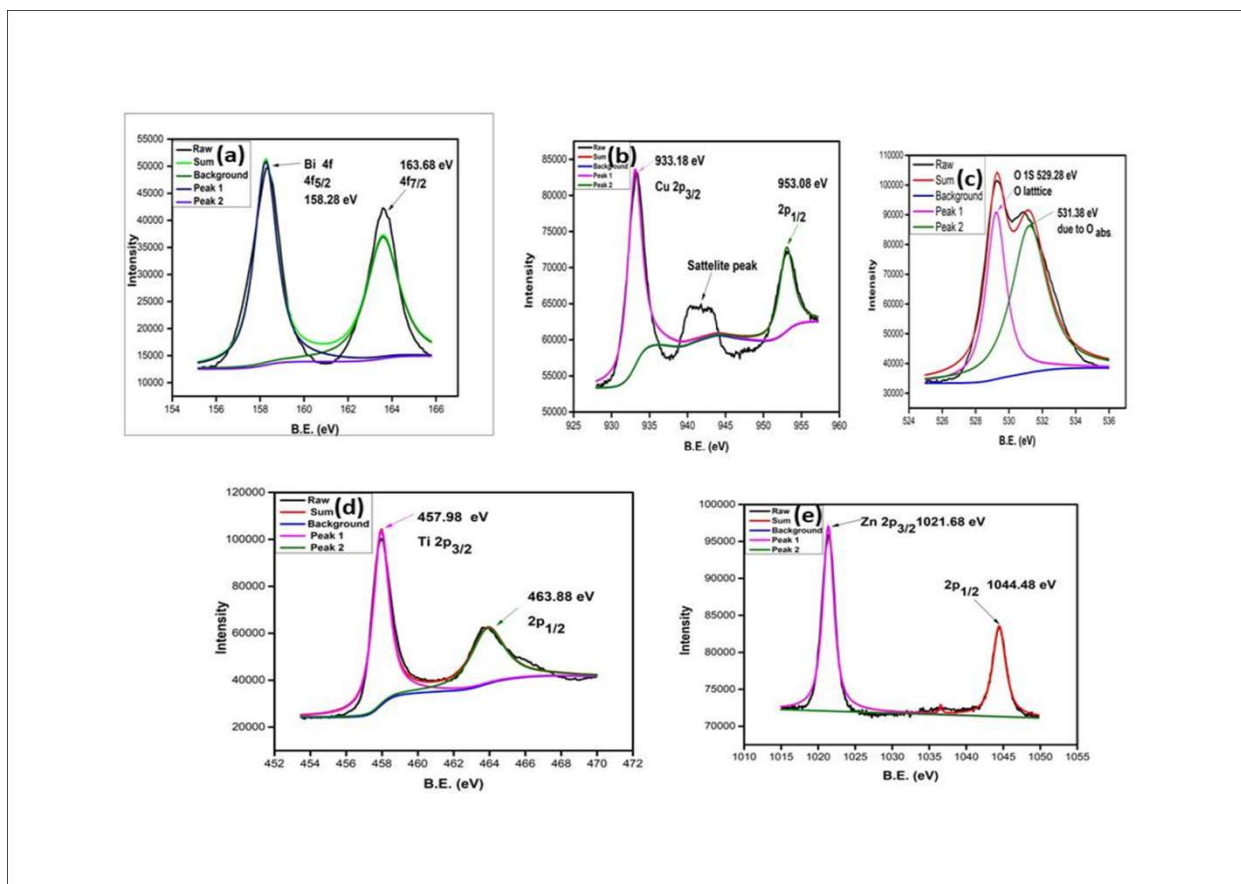 (a)
Raw
Sum
Background
Peak 1
Peak 2
Bi 4f
4f5/2
158.28 eV
163.68 eV
4f7/2
55000
50000
45000
40000
35000
30000
25000
20000
15000
10000
Intensity
154 156 158 160 162 164 166
B.E. (eV)
(b)
Raw
Sum
Background
Peak 1
Peak 2
933.18 eV
Cu 2p3/2
953.08 eV
2p1/2
Sattelite peak
85000
80000
75000
70000
65000
60000
55000
50000
Intensity
925 930 935 940 945 950 955 960
B.E. (eV)
(c)
Raw
Sum
Background
Peak 1
Peak 2
O 1S 529.28 eV
O latttice
531.38 eV
due to O abs
110000
100000
90000
80000
70000
60000
50000
40000
30000
Intensity
524 526 528 530 532 534 536
B.E. (eV)
(d)
Raw
Sum
Background
Peak 1
Peak 2
457.98 eV
Ti 2p3/2
463.88 eV
2p1/2
120000
100000
80000
60000
40000
20000
Intensity
452 454 456 458 460 462 464 466 468 470 472
B.E. (eV)
(e)
Raw
Sum
Background
Peak 1
Peak 2
Zn 2p3/2 1021.68 eV
2p1/2 1044.48 eV
100000
95000
90000
85000
80000
75000
70000
Intensity
1010 1015 1020 1025 1030 1035 1040 1045 1050 1055
B.E. (eV)